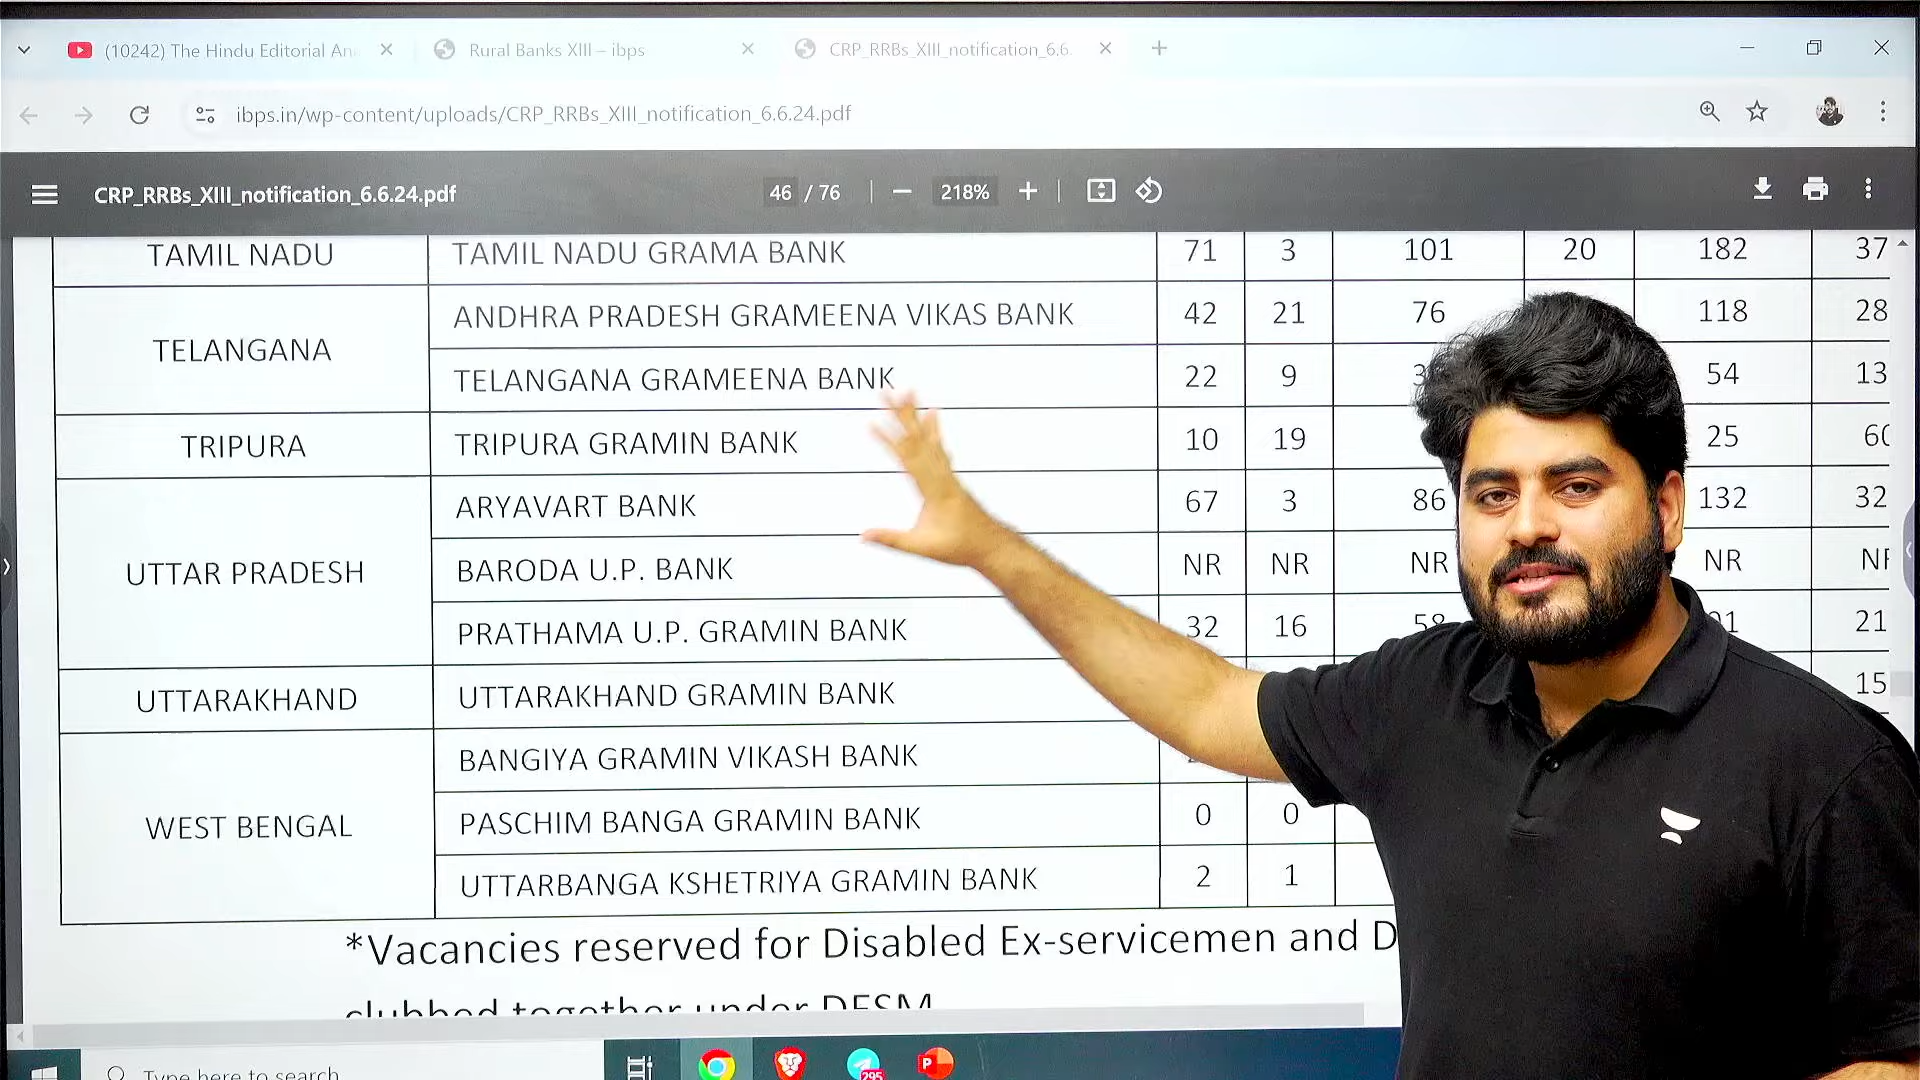 (10242) The Hindu Editorial An
Rural Banks XIII – ibps
CRP_RRBs_XIII_notification_6.6.
ibps.in/wp-content/uploads/CRP_RRBs_XIII_notification_6.6.24.pdf
CRP_RRBs_XIII_notification_6.6.24.pdf
46 / 76
218%
TAMIL NADU TAMIL NADU GRAMA BANK 71 3 101 20 182 37
TELANGANA
ANDHRA PRADESH GRAMEENA VIKAS BANK 42 21 76 118 28
TELANGANA GRAMEENA BANK 22 9 54 13
TRIPURA TRIPURA GRAMIN BANK 10 19 25 60
UTTAR PRADESH
ARYAVART BANK 67 3 86 132 32
BARODA U.P. BANK NR NR NR NR
PRATHAMA U.P. GRAMIN BANK 32 16 21
UTTARAKHAND UTTARAKHAND GRAMIN BANK 15
WEST BENGAL
BANGIYA GRAMIN VIKASH BANK
PASCHIM BANGA GRAMIN BANK 0 0
UTTARBANGA KSHETRIYA GRAMIN BANK 2 1
*Vacancies reserved for Disabled Ex-servicemen and D
clubbed together under DESM
Type here to search
295
P